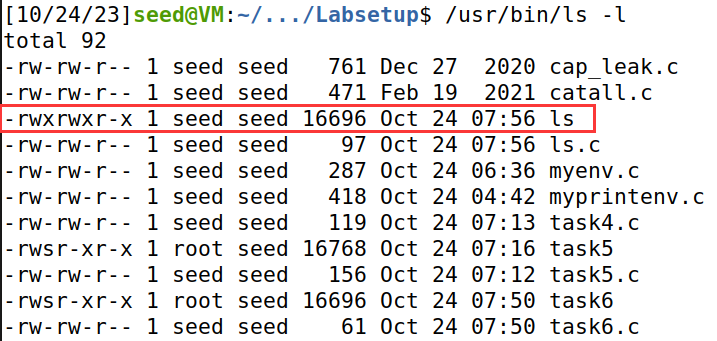 [10/24/23]seed@VM:~/.../Labsetup$ /usr/bin/ls -l
total 92
-rw-rw-r-- 1 seed seed   761 Dec 27  2020 cap_leak.c
-rw-rw-r-- 1 seed seed   471 Feb 19  2021 catall.c
-rwxrwxr-x 1 seed seed 16696 Oct 24 07:56 ls
-rw-rw-r-- 1 seed seed    97 Oct 24 07:56 ls.c
-rw-rw-r-- 1 seed seed   287 Oct 24 06:36 myenv.c
-rw-rw-r-- 1 seed seed   418 Oct 24 04:42 myprintenv.c
-rw-rw-r-- 1 seed seed   119 Oct 24 07:13 task4.c
-rwsr-xr-x 1 root seed 16768 Oct 24 07:16 task5
-rw-rw-r-- 1 seed seed   156 Oct 24 07:12 task5.c
-rwsr-xr-x 1 root seed 16696 Oct 24 07:50 task6
-rw-rw-r-- 1 seed seed    61 Oct 24 07:50 task6.c